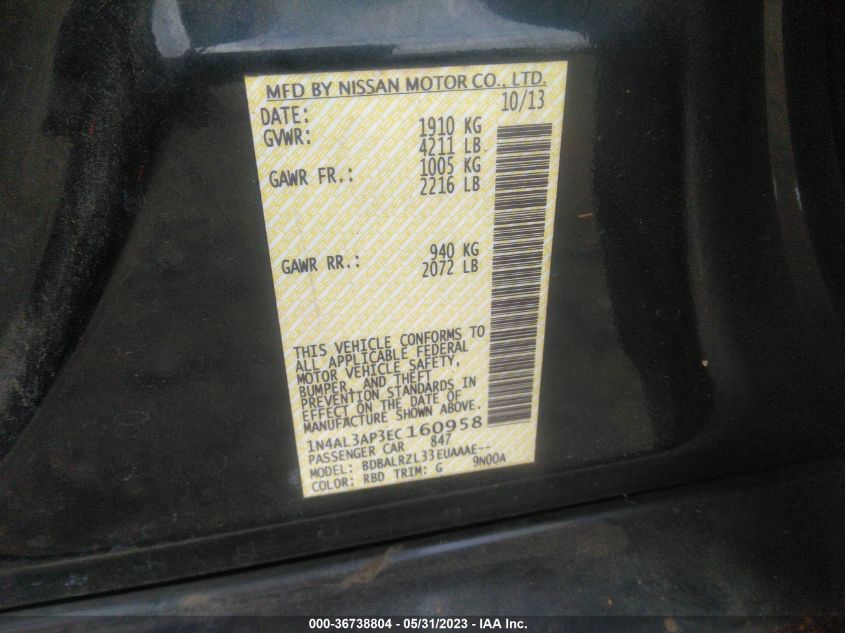 MFD BY NISSAN MOTOR CO., LTD.
DATE: 10/13
GVWR: 1910 KG
4211 LB
GAWR FR.: 1005 KG
2216 LB
GAWR RR.: 940 KG
2072 LB
THIS VEHICLE CONFORMS TO
ALL APPLICABLE FEDERAL
MOTOR VEHICLE SAFETY,
BUMPER, AND THEFT
PREVENTION STANDARDS IN
EFFECT ON THE DATE OF
MANUFACTURE SHOWN ABOVE.
1N4AL3AP3EC160958
PASSENGER CAR 847
MODEL: BDBALRZL33EUAAAE--
COLOR: RBD TRIM: G 9N00A
000-36738804 - 05/31/2023 - IAA Inc.